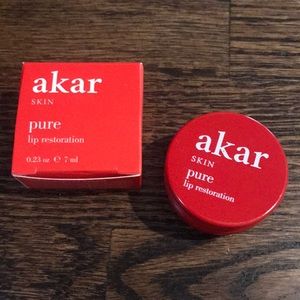 akar
SKIN
pure
lip restoration
0.23 oz ℮ 7 ml
akar
SKIN
pure
lip restoration